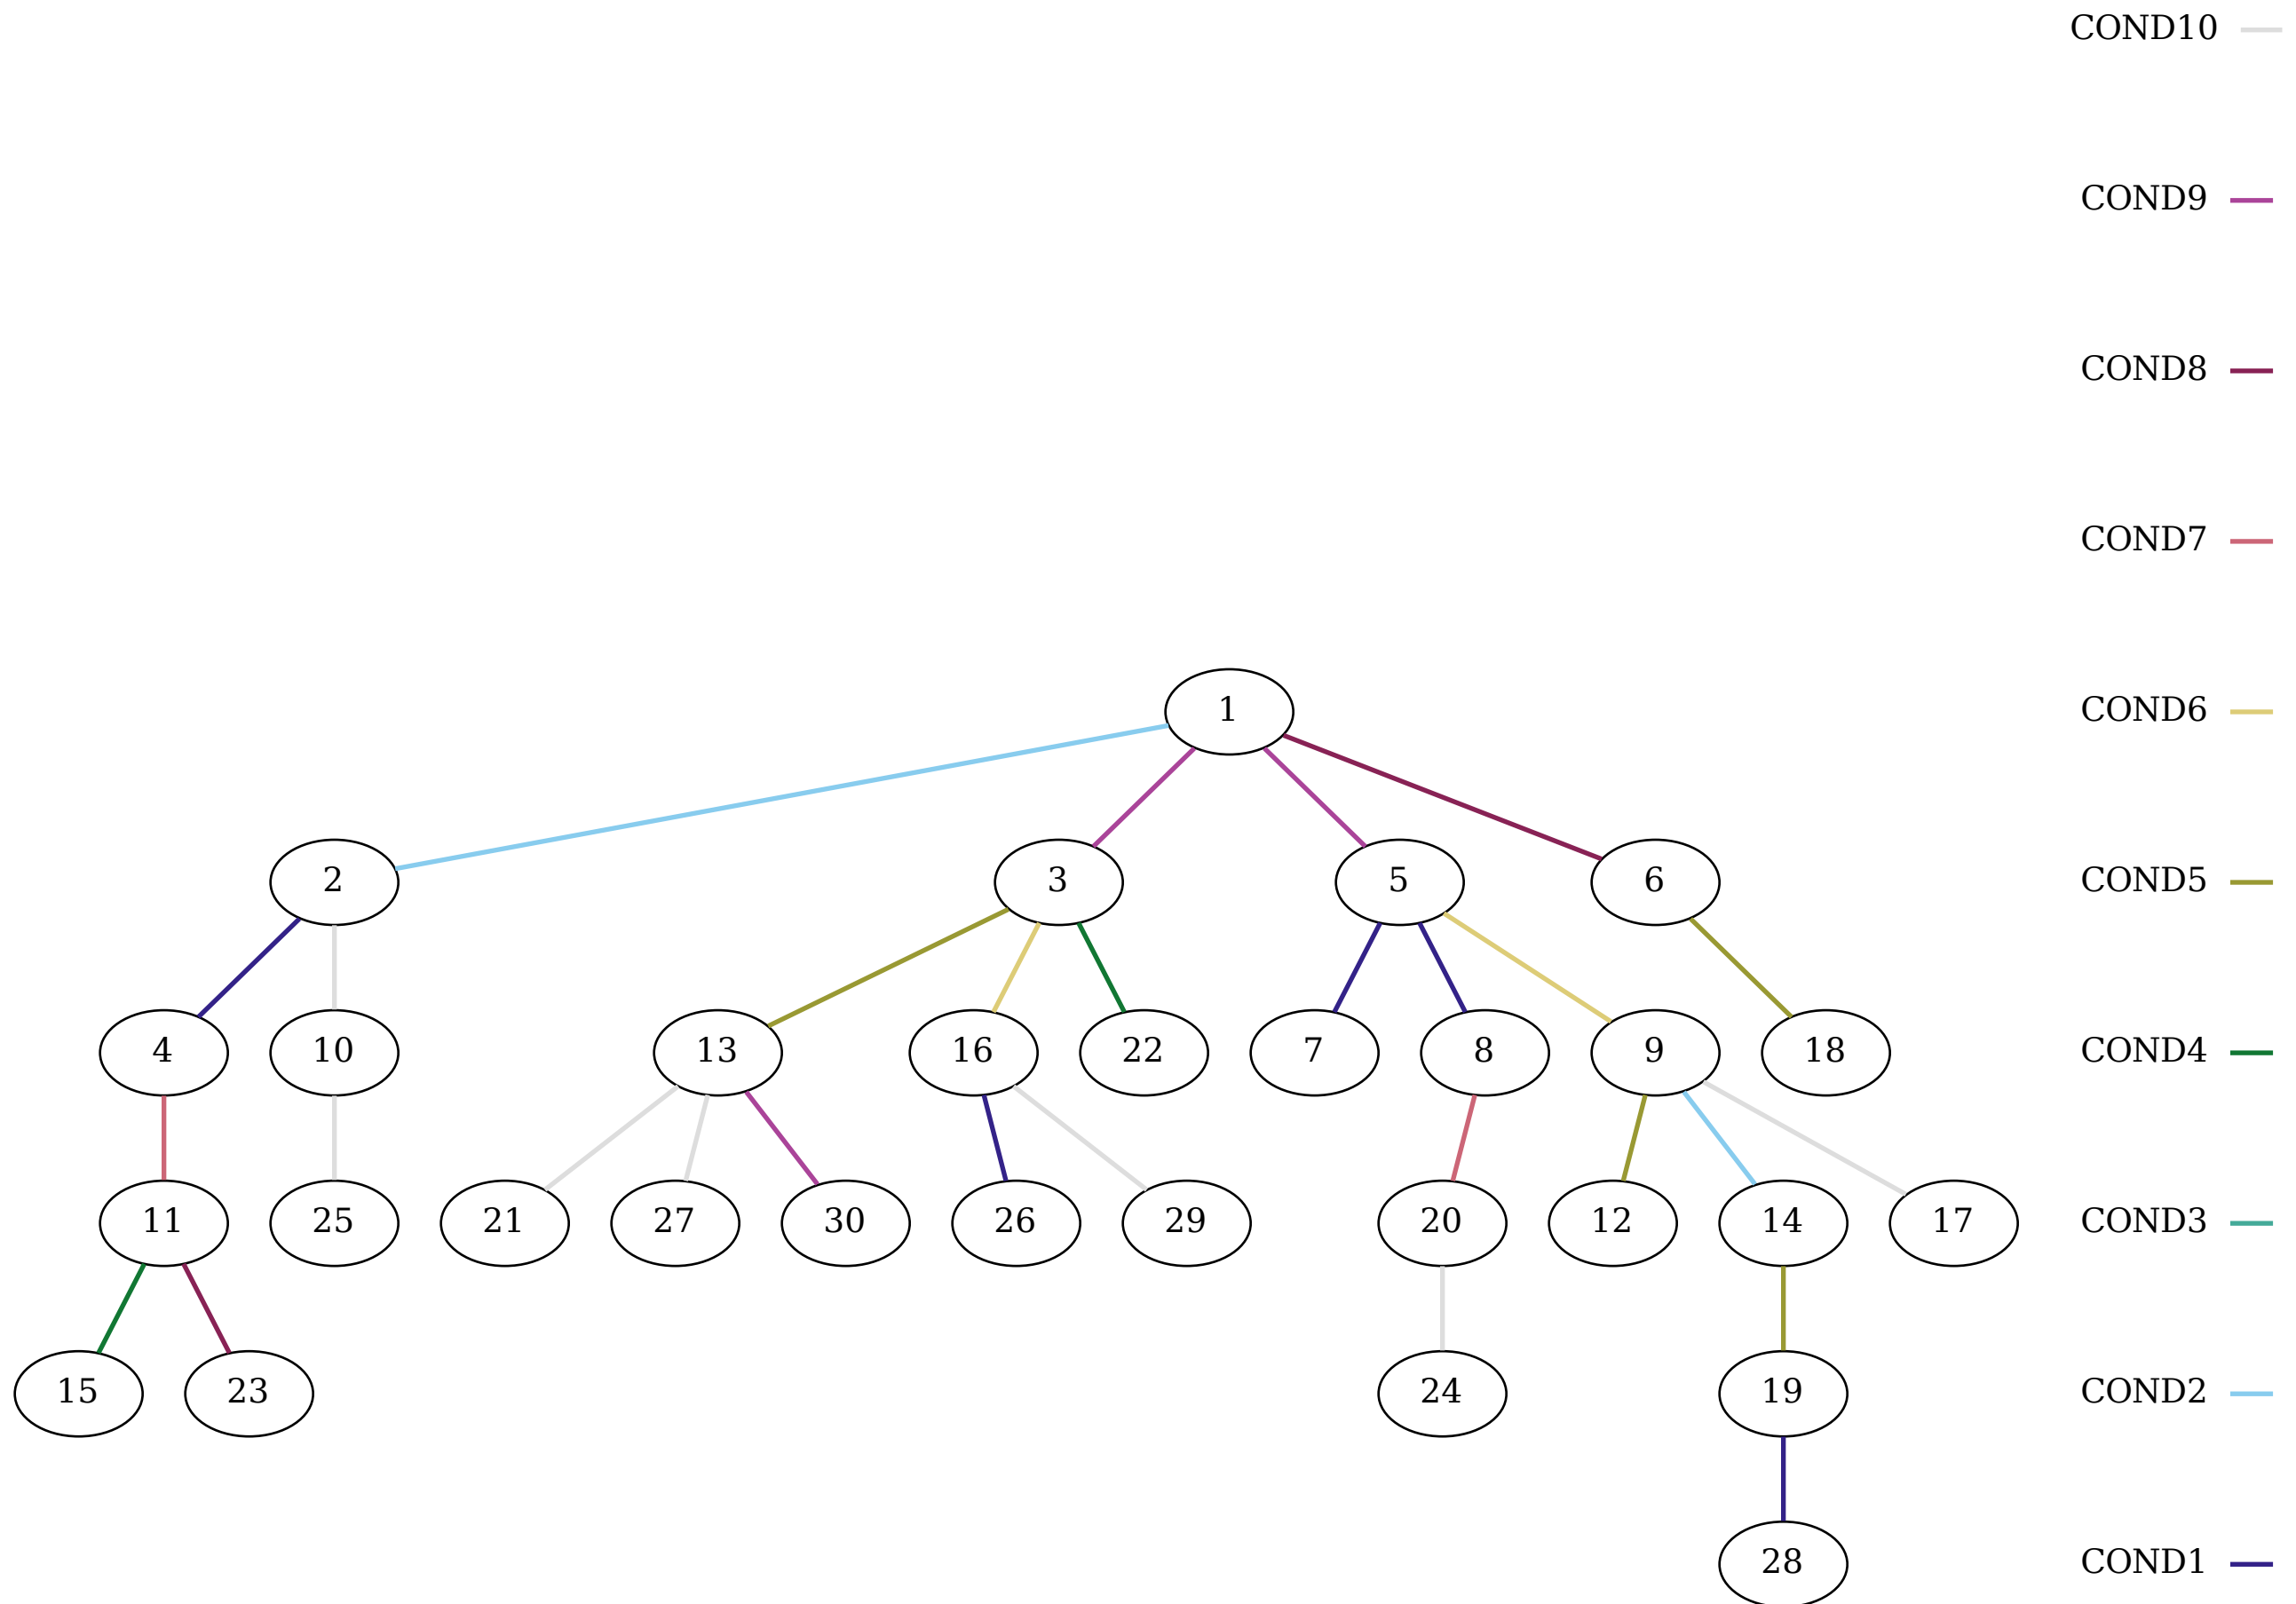 COND10
COND9
COND8
COND7
1 COND6
2 3 5 6 COND5
4 10 13 16 22 7 8 9 18 COND4
11 25 21 27 30 26 29 20 12 14 17 COND3
15 23 24 19 COND2
28 COND1